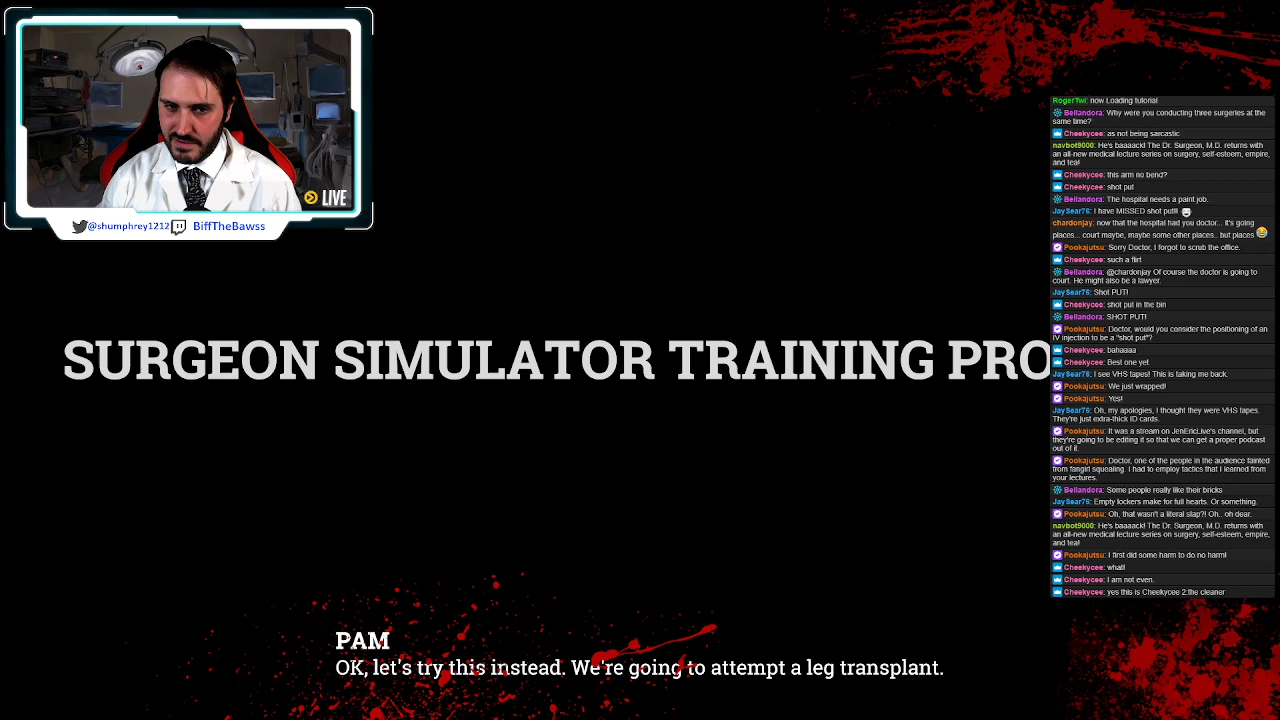 LIVE
@shumphrey1212 BiffTheBawss
SURGEON SIMULATOR TRAINING PRO
PAM
OK, let's try this instead. We're going to attempt a leg transplant.
RogerTwi: now Loading tutorial
Bellandora: Why were you conducting three surgeries at the
same time?
Cheekycee: as not being sarcastic
navbot9000: He's baaaack! The Dr. Surgeon, M.D. returns with
an all-new medical lecture series on surgery, self-esteem, empire,
and tea!
Cheekycee: this arm no bend?
Cheekycee: shot put
Bellandora: The hospital needs a paint job.
JaySear76: I have MISSED shot put!!
chardonjay: now that the hospital had you doctor... it's going
places... court maybe, maybe some other places.. but places
Pookajutsu: Sorry Doctor, I forgot to scrub the office.
Cheekycee: such a flirt
Bellandora: @chardonjay Of course the doctor is going to
court. He might also be a lawyer.
JaySear76: Shot PUT!
Cheekycee: shot put in the bin
Bellandora: SHOT PUT!
Pookajutsu: Doctor, would you consider the positioning of an
IV injection to be a "shot put"?
Cheekycee: bahaaaa
Cheekycee: Best one yet
JaySear76: I see VHS tapes! This is taking me back.
Pookajutsu: We just wrapped!
Pookajutsu: Yes!
JaySear76: Oh, my apologies, I thought they were VHS tapes.
They're just extra-thick ID cards.
Pookajutsu: It was a stream on JenEricLive's channel, but
they're going to be editing it so that we can get a proper podcast
out of it.
Pookajutsu: Doctor, one of the people in the audience fainted
from fangirl squealing. I had to employ tactics that I learned from
your lectures.
Bellandora: Some people really like their bricks
JaySear76: Empty lockers make for full hearts. Or something.
Pookajutsu: Oh, that wasn't a literal slap?! Oh.. oh dear.
navbot9000: He's baaaack! The Dr. Surgeon, M.D. returns with
an all-new medical lecture series on surgery, self-esteem, empire,
and tea!
Pookajutsu: I first did some harm to do no harm!
Cheekycee: what!
Cheekycee: I am not even.
Cheekycee: yes this is Cheekycee 2:the cleaner